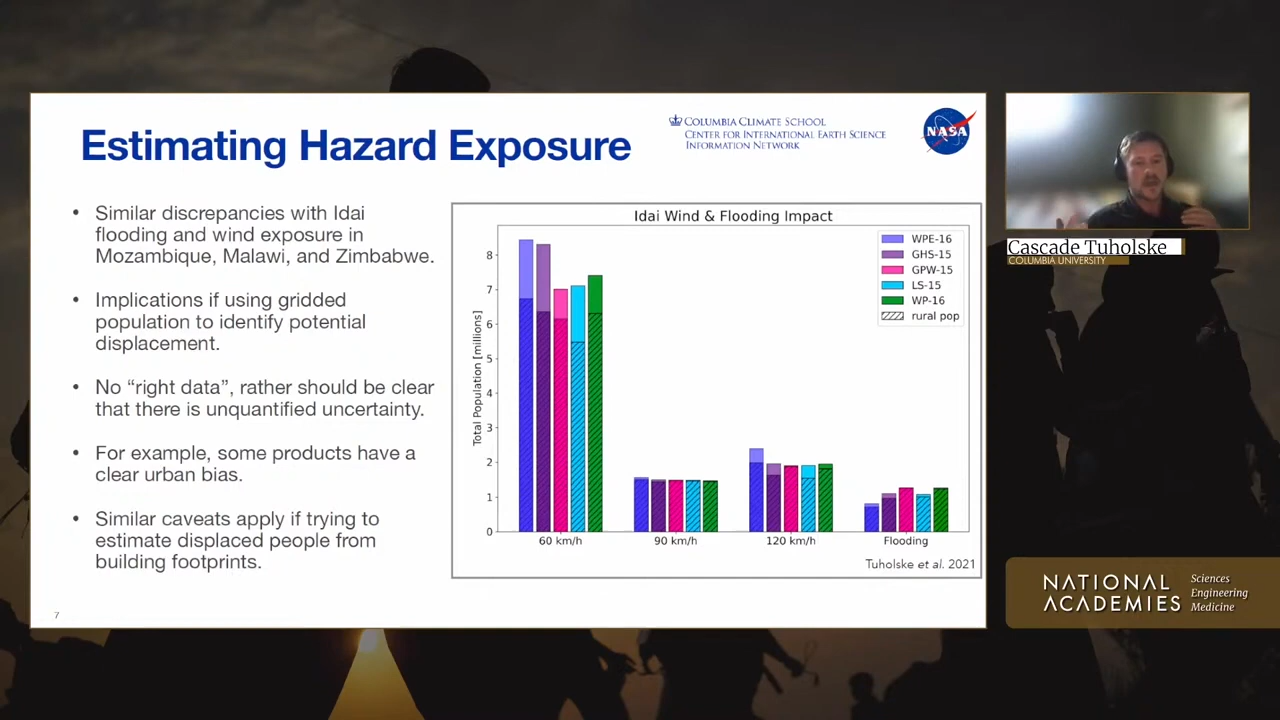 Estimating Hazard Exposure
COLUMBIA CLIMATE SCHOOL
CENTER FOR INTERNATIONAL EARTH SCIENCE
INFORMATION NETWORK
NASA
• Similar discrepancies with Idai
flooding and wind exposure in
Mozambique, Malawi, and Zimbabwe.
• Implications if using gridded
population to identify potential
displacement.
• No “right data”, rather should be clear
that there is unquantified uncertainty.
• For example, some products have a
clear urban bias.
• Similar caveats apply if trying to
estimate displaced people from
building footprints.
7
Idai Wind & Flooding Impact
Total Population [millions]
8
7
6
5
4
3
2
1
0
WPE-16
GHS-15
GPW-15
LS-15
WP-16
rural pop
60 km/h
90 km/h
120 km/h
Flooding
Tuholske et al. 2021
Cascade Tuholske
COLUMBIA UNIVERSITY
NATIONAL
ACADEMIES
Sciences
Engineering
Medicine